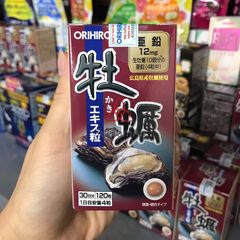 ORIHIRO
亜鉛
12mg
生牡蠣10個分の
亜鉛(4粒中)
広島県産牡蠣使用
牡蠣
かき
エキス粒
30日分 120粒
1日目安量4粒